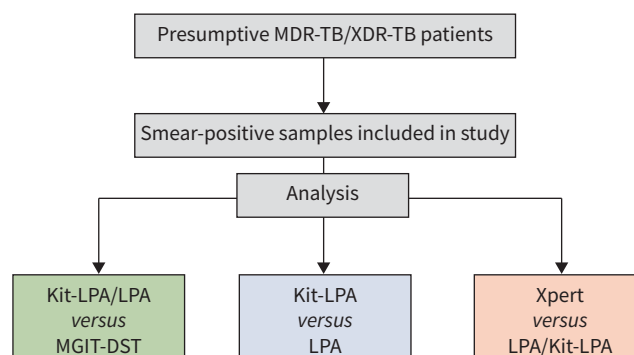 Presumptive MDR-TB/XDR-TB patients
Smear-positive samples included in study
Analysis
Kit-LPA/LPA
versus
MGIT-DST
Kit-LPA
versus
LPA
Xpert
versus
LPA/Kit-LPA